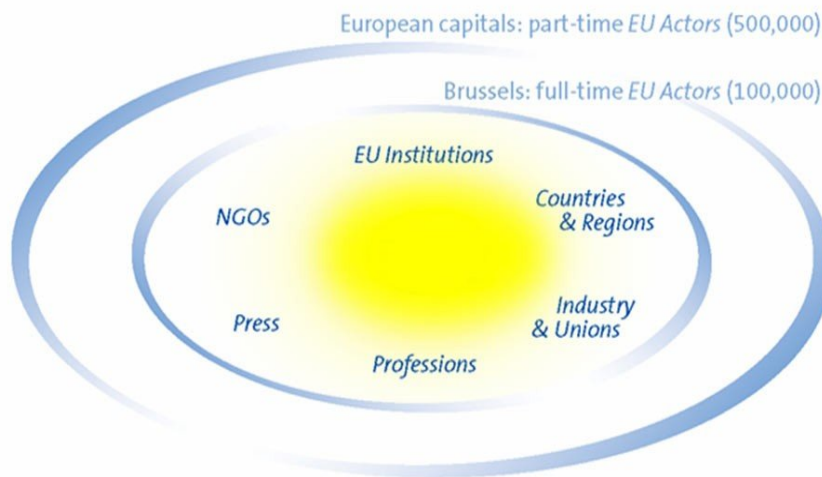 European capitals: part-time EU Actors (500,000)
Brussels: full-time EU Actors (100,000)
EU Institutions
NGOs
Countries
& Regions
Press
Industry
& Unions
Professions